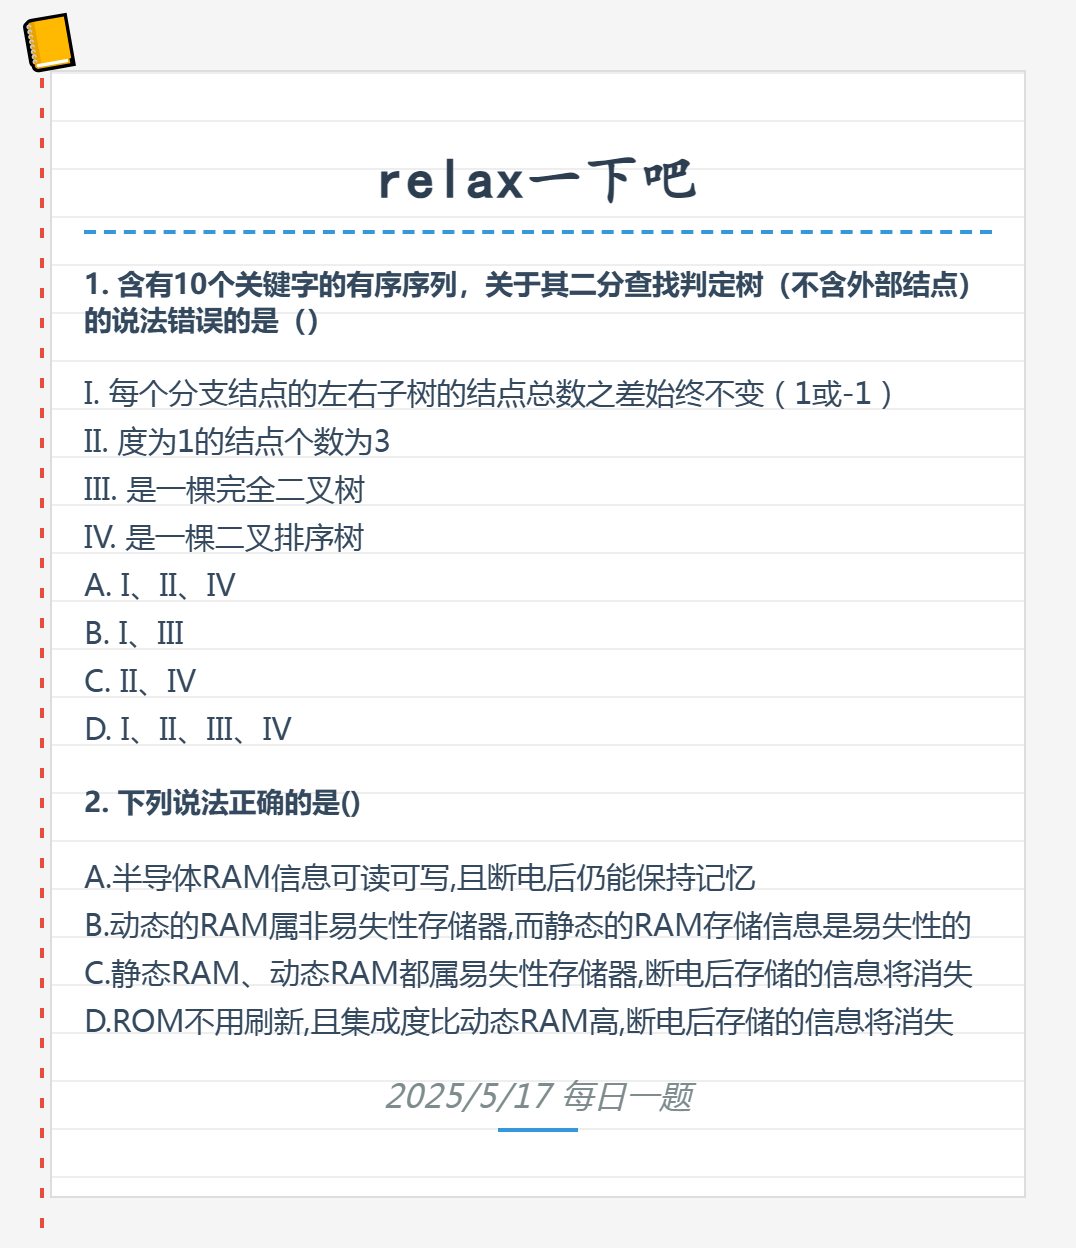 relax一下吧
1. 含有10个关键字的有序序列，关于其二分查找判定树（不含外部结点）
的说法错误的是（）
I. 每个分支结点的左右子树的结点总数之差始终不变（1或-1）
II. 度为1的结点个数为3
III. 是一棵完全二叉树
IV. 是一棵二叉排序树
A. I、II、IV
B. I、III
C. II、IV
D. I、II、III、IV
2. 下列说法正确的是()
A.半导体RAM信息可读可写,且断电后仍能保持记忆
B.动态的RAM属非易失性存储器,而静态的RAM存储信息是易失性的
C.静态RAM、动态RAM都属易失性存储器,断电后存储的信息将消失
D.ROM不用刷新,且集成度比动态RAM高,断电后存储的信息将消失
2025/5/17 每日一题